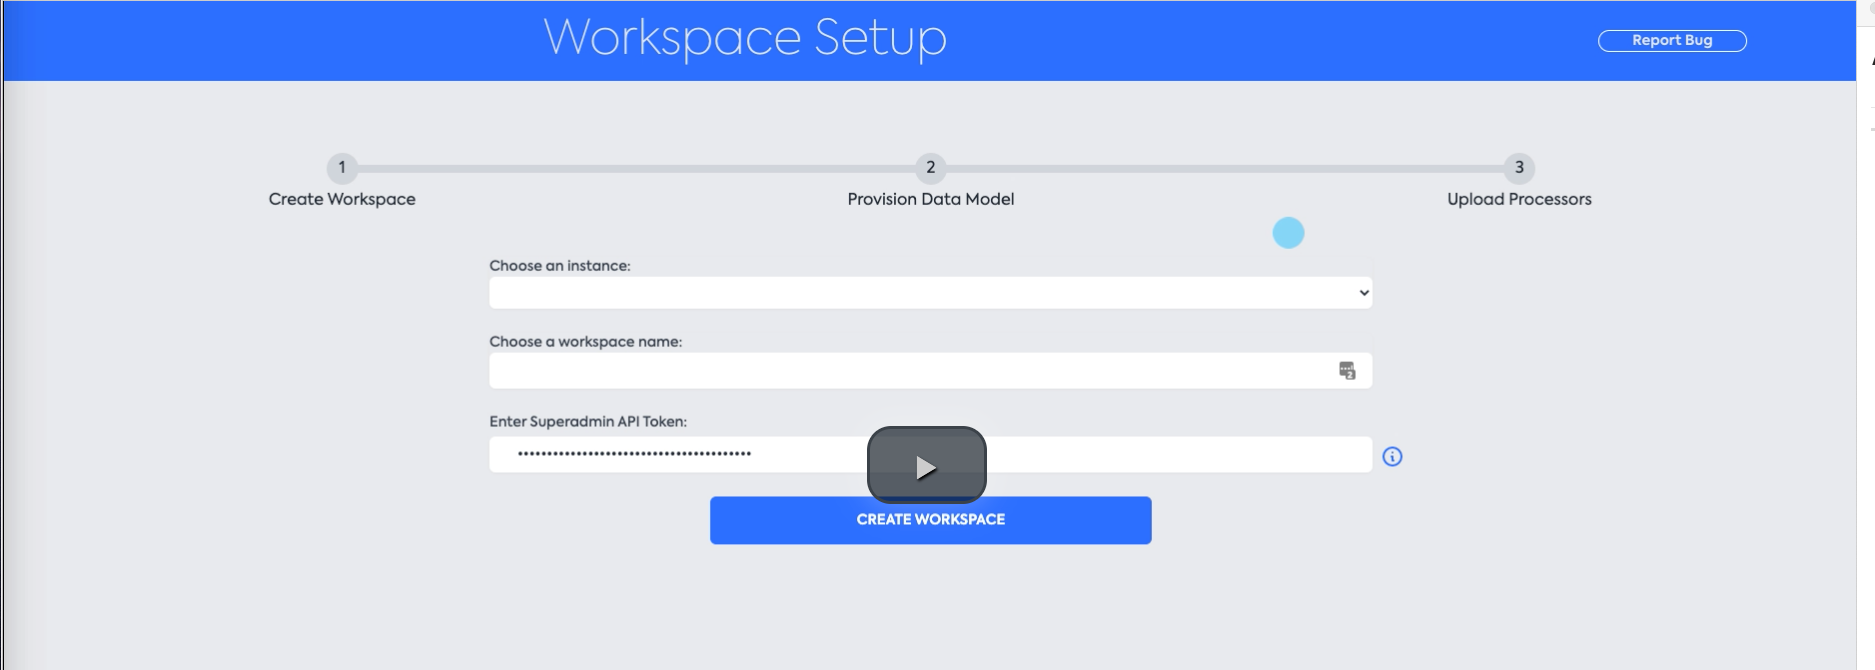 Workspace Setup
Report Bug
1
2
3
Create Workspace
Provision Data Model
Upload Processors
Choose an instance:
Choose a workspace name:
2
Enter Superadmin API Token:
••••••••••••••••••••••••••••••••••••••••
i
CREATE WORKSPACE